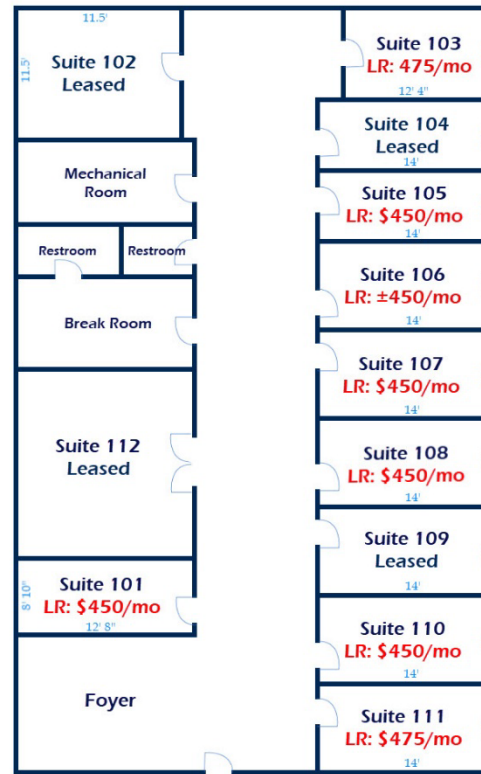 11.5'
11.5'
Suite 102
Leased
Mechanical
Room
Restroom
Restroom
Break Room
Suite 112
Leased
8' 10"
Suite 101
LR: $450/mo
12' 8"
Foyer
Suite 103
LR: 475/mo
12' 4"
Suite 104
Leased
14'
Suite 105
LR: $450/mo
14'
Suite 106
LR: ±450/mo
14'
Suite 107
LR: $450/mo
14'
Suite 108
LR: $450/mo
14'
Suite 109
Leased
14'
Suite 110
LR: $450/mo
14'
Suite 111
LR: $475/mo
14'